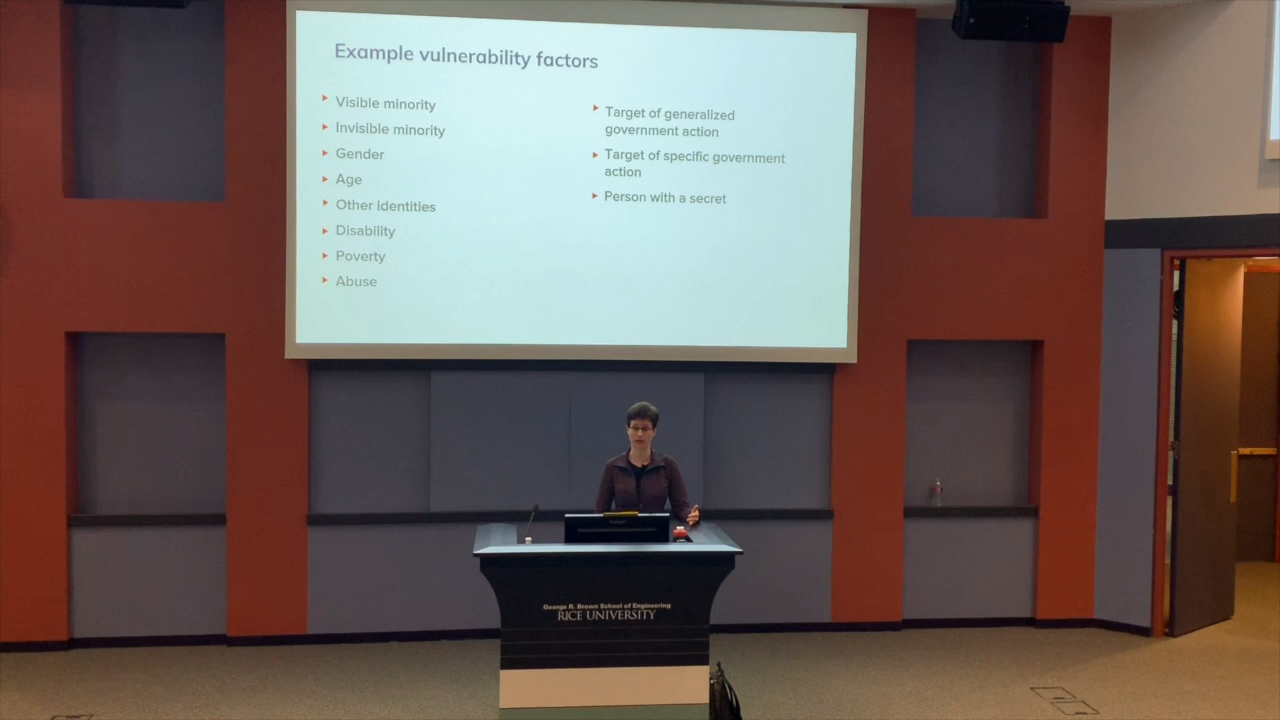 Example vulnerability factors
Visible minority
Invisible minority
Gender
Age
Other identities
Disability
Poverty
Abuse
Target of generalized
government action
Target of specific government
action
Person with a secret
George R. Brown School of Engineering
RICE UNIVERSITY